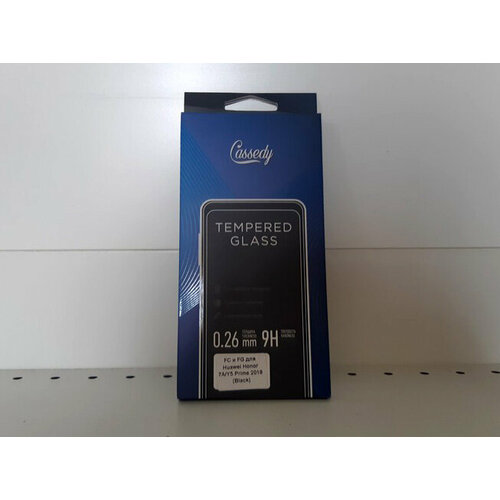 Cassedy
TEMPERED
GLASS
0.26 mm 9H
FC и FG для
Huawei Honor
7A/Y5 Prime 2018
(Black)